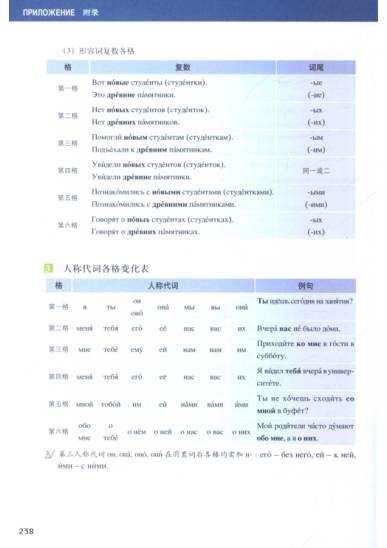 ПРИЛОЖЕНИЕ 附录
（3）形容词复数各格
格 复数 词尾
第一格 Вот но́вые студе́нты (студе́нтки). -ые
Э́то дре́вние па́мятники. (-ие)
第二格 Нет но́вых студе́нтов (студе́нток). -ых
Нет дре́вних па́мятников. (-их)
第三格 Помогли́ но́вым студе́нтам (студе́нткам). -ым
Подъе́хали к дре́вним па́мятникам. (-им)
第四格 Уви́дели но́вых студе́нтов (студе́нток). 同一或二
Уви́дели дре́вние па́мятники.
第五格 Познако́мились с но́выми студе́нтами (студе́нтками). -ыми
Познако́мились с дре́вними па́мятниками. (-ими)
第六格 Говоря́т о но́вых студе́нтах (студе́нтках). -ых
Говоря́т о дре́вних па́мятниках. (-их)
3 人称代词各格变化表
格 人称代词 例句
第一格 я ты он оно́ она́ мы вы они́ Ты идёшь сего́дня на заня́тия?
第二格 меня́ тебя́ его́ её нас вас их Вчера́ вас не́ было до́ма.
第三格 мне тебе́ ему́ ей нам вам им Приходи́те ко мне в го́сти в
суббо́ту.
第四格 меня́ тебя́ его́ её нас вас их Я ви́дел тебя́ вчера́ в универ-
сите́те.
第五格 мной тобо́й им ей на́ми ва́ми и́ми Ты не хо́чешь сходи́ть со
мной в буфе́т?
第六格 обо мне о тебе́ о нём о ней о нас о вас о них Мои́ роди́тели ча́сто ду́мают
обо мне, а я о них.
第三人称代词 он, она́, оно́, они́ 在前置词后各格均需加 н-：его́ – без него́, ей – к ней,
и́ми – с ни́ми.
238